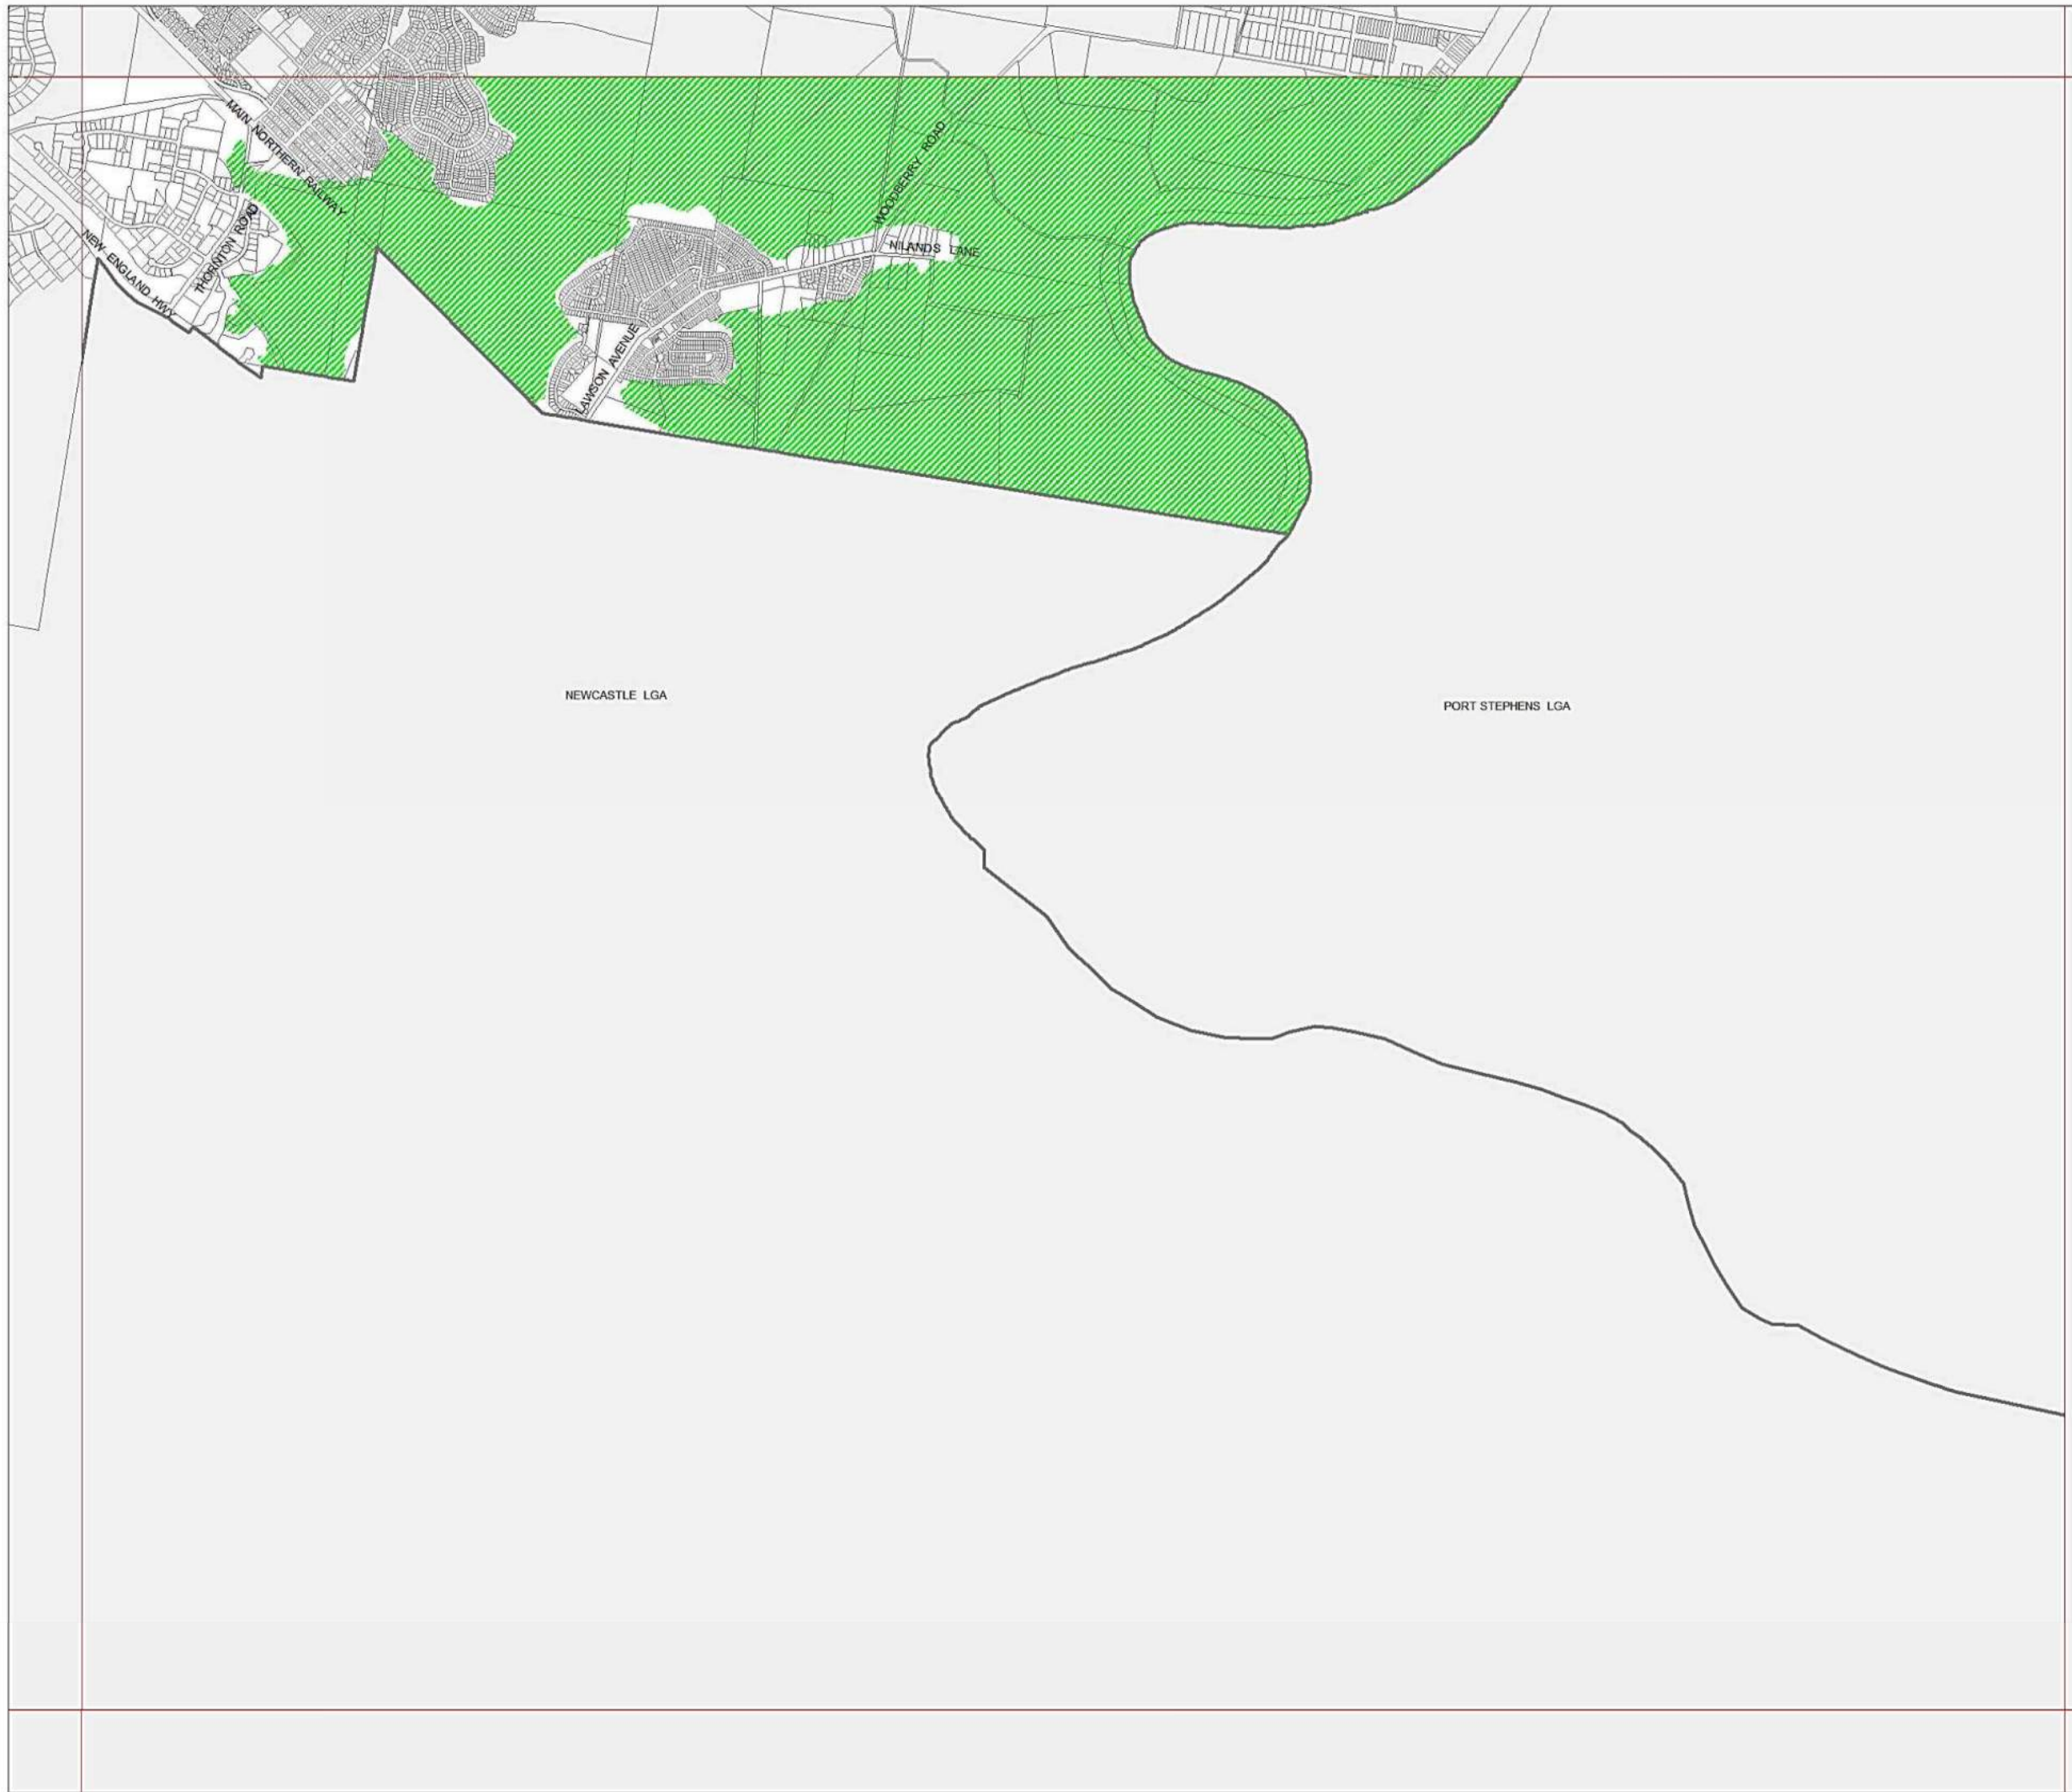 MAIN NORTHERN RAILWAY
WOODBERRY ROAD
THORNTON ROAD
NEW ENGLAND HWY
NILANDS LANE
LAWSON AVENUE
NEWCASTLE LGA
PORT STEPHENS LGA